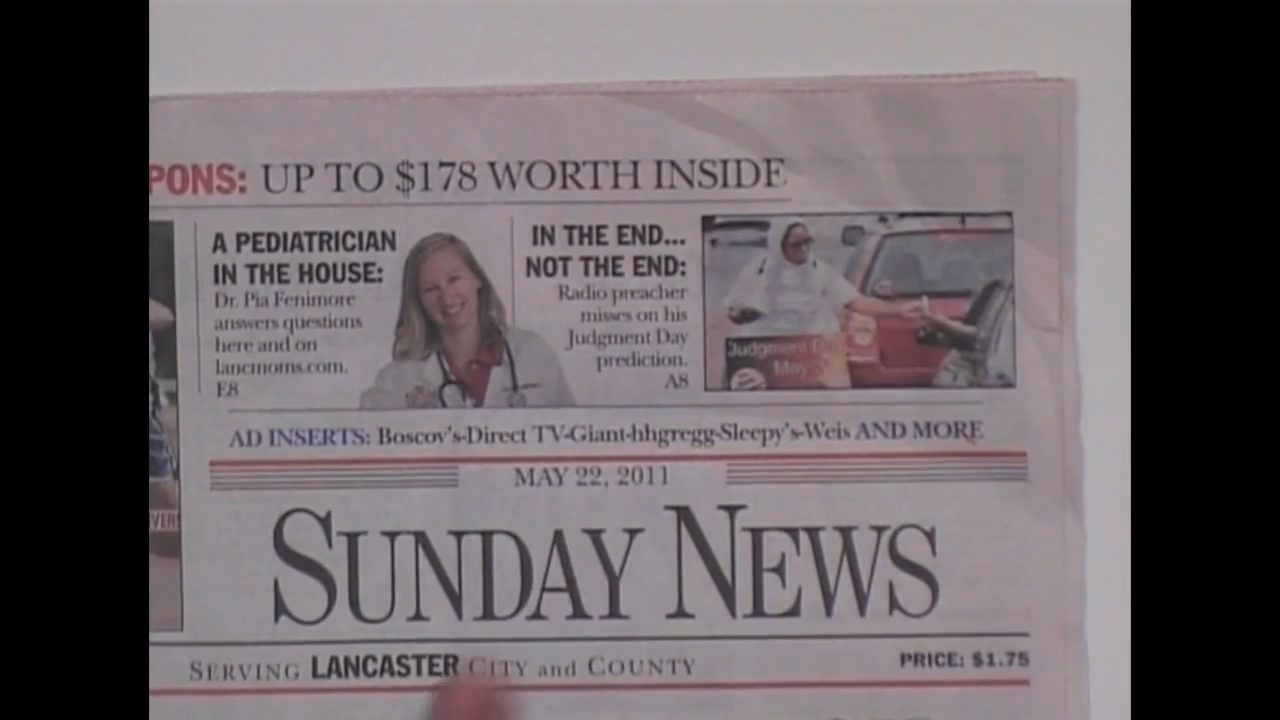 PONS: UP TO $178 WORTH INSIDE
A PEDIATRICIAN
IN THE HOUSE:
Dr. Pia Fenimore
answers questions
here and on
lancmoms.com.
E8
IN THE END...
NOT THE END:
Radio preacher
misses on his
Judgment Day
prediction.
A8
Judgment D
May
AD INSERTS: Boscov's-Direct TV-Giant-hhgregg-Sleepy's-Weis AND MORE
MAY 22, 2011
SUNDAY NEWS
SERVING LANCASTER CITY and COUNTY
PRICE: $1.75